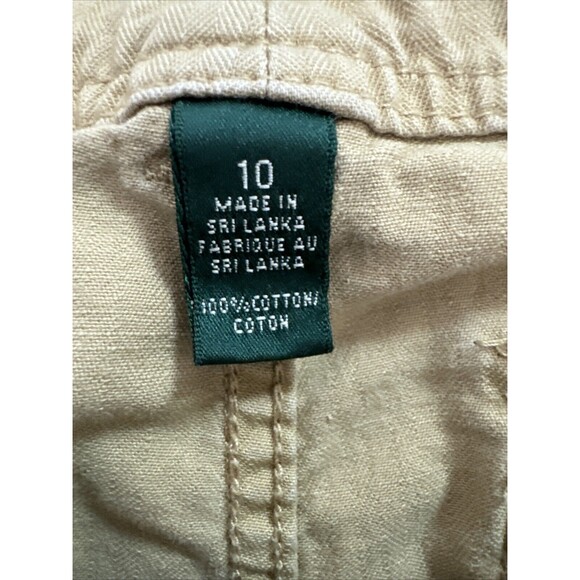 10
MADE IN
SRI LANKA
FABRIQUE AU
SRI LANKA
100%COTTON/
COTON